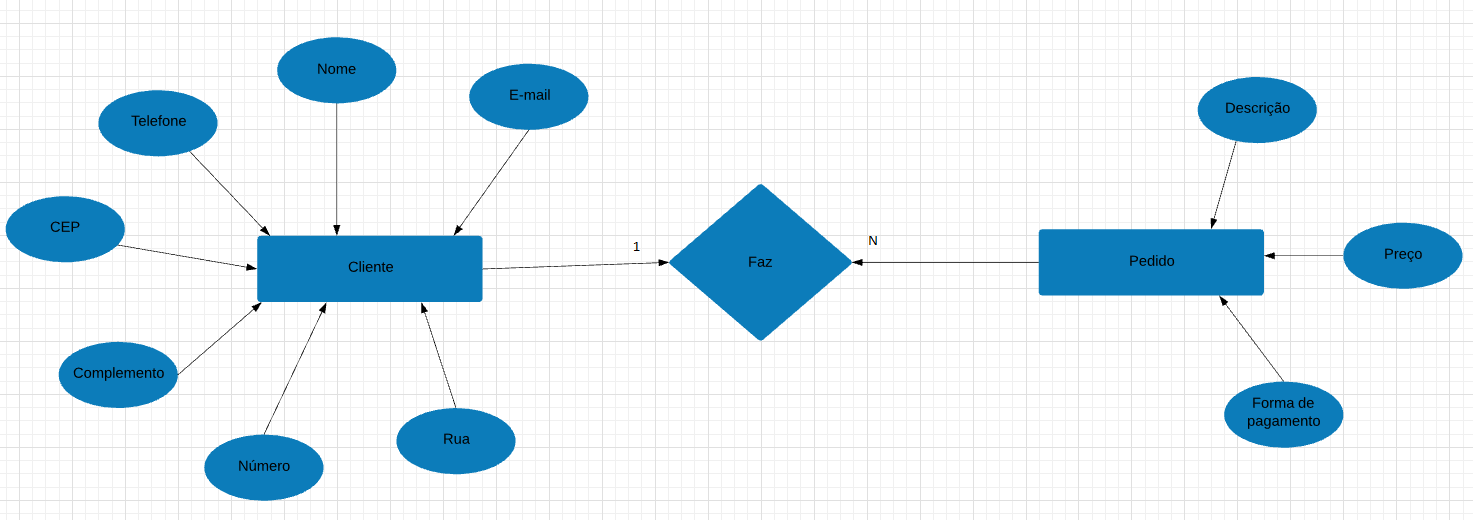 Nome
E-mail
Telefone
Descrição
CEP
1
N
Cliente
Faz
Pedido
Preço
Complemento
Forma de
pagamento
Número
Rua